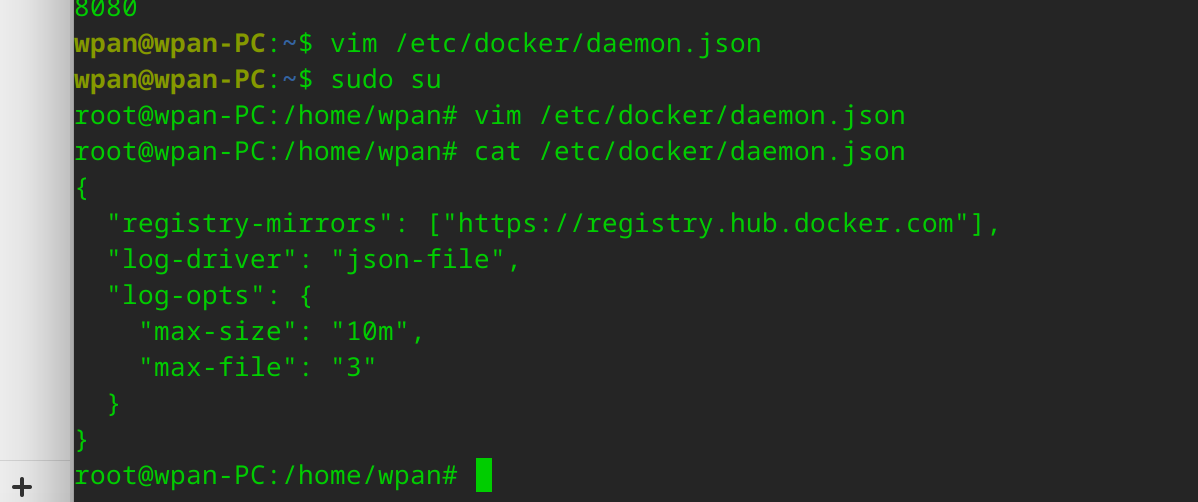 8080
wpan@wpan-PC:~$ vim /etc/docker/daemon.json
wpan@wpan-PC:~$ sudo su
root@wpan-PC:/home/wpan# vim /etc/docker/daemon.json
root@wpan-PC:/home/wpan# cat /etc/docker/daemon.json
{
  "registry-mirrors": ["https://registry.hub.docker.com"],
  "log-driver": "json-file",
  "log-opts": {
    "max-size": "10m",
    "max-file": "3"
  }
}
root@wpan-PC:/home/wpan#